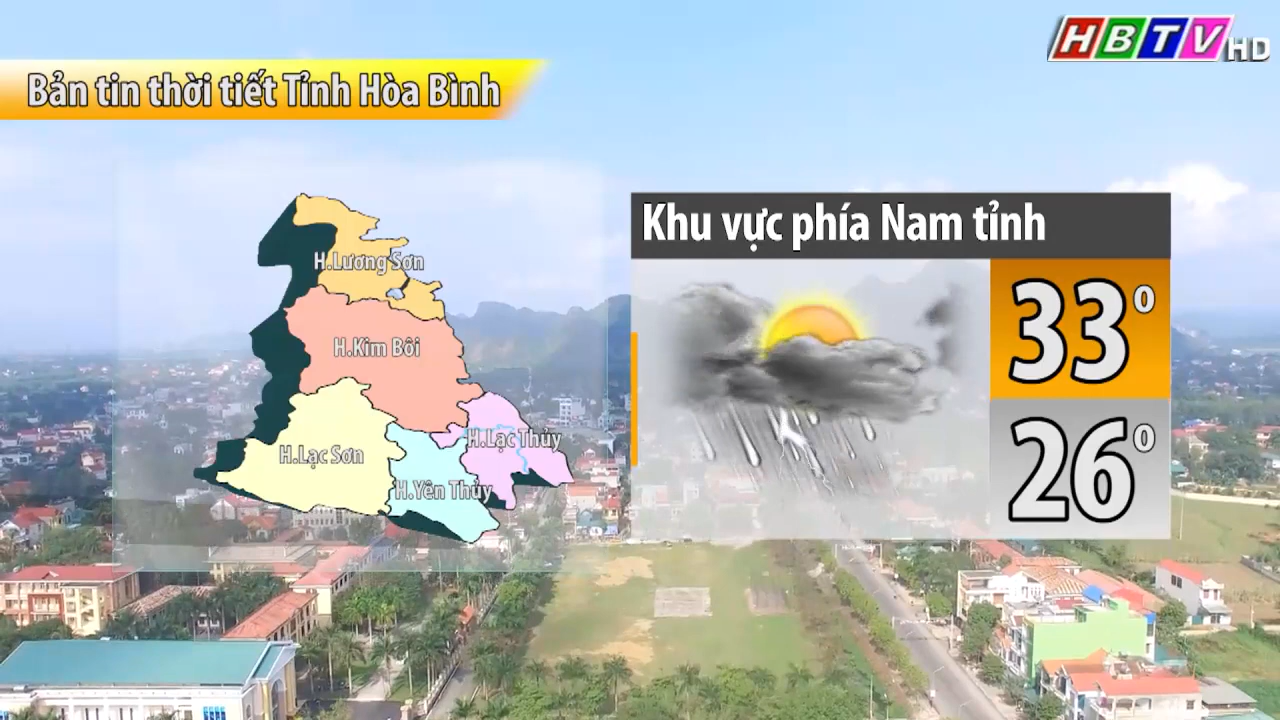 HBTV HD
Bản tin thời tiết Tỉnh Hòa Bình
Khu vực phía Nam tỉnh
33°
26°
H.Lương Sơn
H.Kim Bôi
H.Lạc Sơn
H.Lạc Thủy
H.Yên Thủy